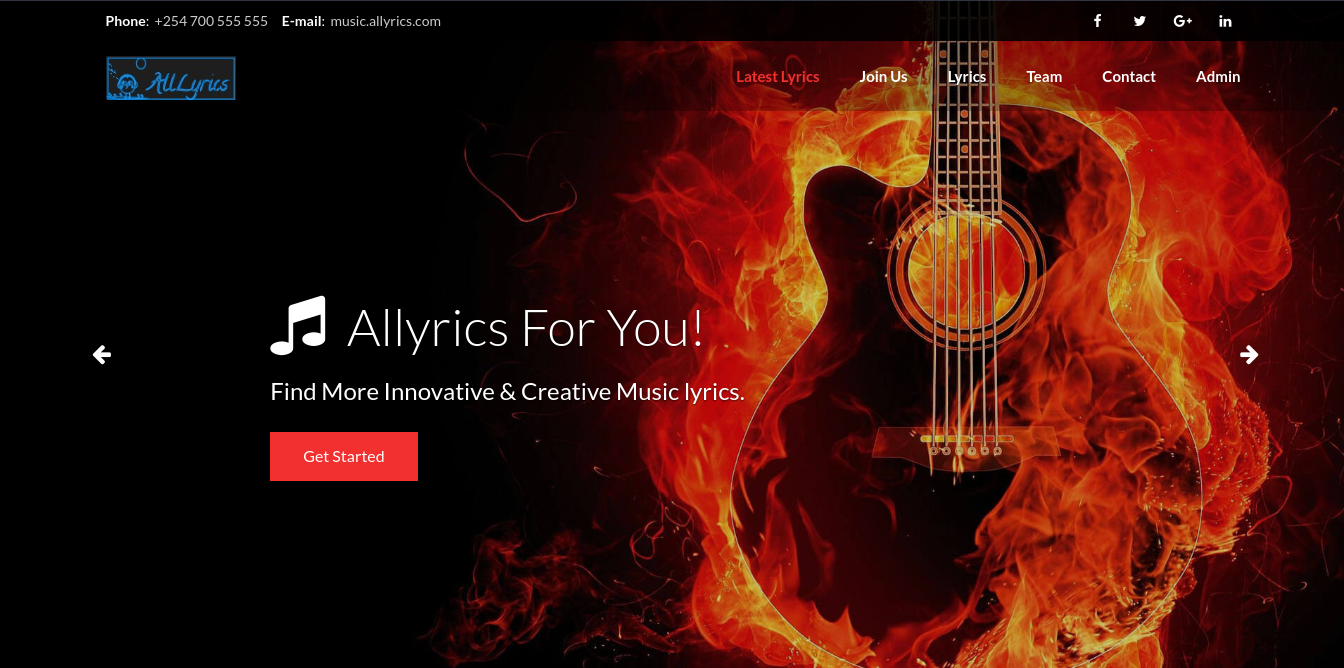 Phone: +254 700 555 555 E-mail: music.allyrics.com
AllLyrics
Latest Lyrics Join Us Lyrics Team Contact Admin
Allyrics For You!
Find More Innovative & Creative Music lyrics.
Get Started